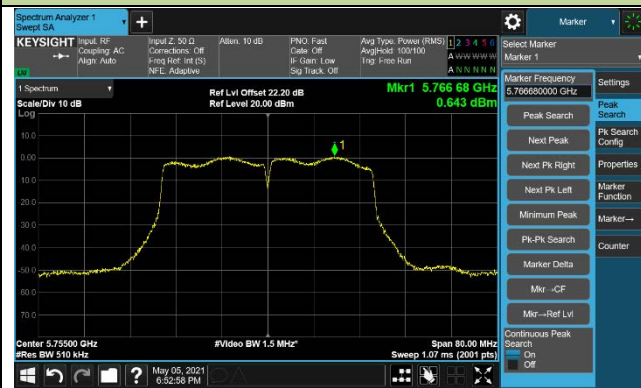 Spectrum Analyzer 1
Swept SA
Marker
KEYSIGHT
Input: RF
Coupling: AC
Align: Auto
Input Z: 50 Ω
Corrections: Off
Freq Ref: Int (S)
NFE: Adaptive
Atten: 10 dB
PNO: Fast
Gate: Off
IF Gain: Low
Sig Track: Off
Avg Type: Power (RMS)
Avg|Hold: 100/100
Trig: Free Run
1 2 3 4 5 6
A W W W W W
A N N N N N
LXI
Select Marker
Marker 1
1 Spectrum
Scale/Div 10 dB
Log
Ref Lvl Offset 22.20 dB
Ref Level 20.00 dBm
Mkr1 5.766 68 GHz
0.643 dBm
10.0
0.00
10.0
20.0
30.0
40.0
50.0
60.0
70.0
1
Center 5.75500 GHz
#Res BW 510 kHz
#Video BW 1.5 MHz*
Span 80.00 MHz
Sweep 1.07 ms (2001 pts)
Marker Frequency
5.766680000 GHz
Peak Search
Next Peak
Next Pk Right
Next Pk Left
Minimum Peak
Pk-Pk Search
Marker Delta
Mkr→CF
Mkr→Ref Lvl
Continuous Peak
Search
On
Off
Settings
Peak
Search
Pk Search
Config
Properties
Marker
Function
Marker→
Counter
May 05, 2021
6:52:58 PM